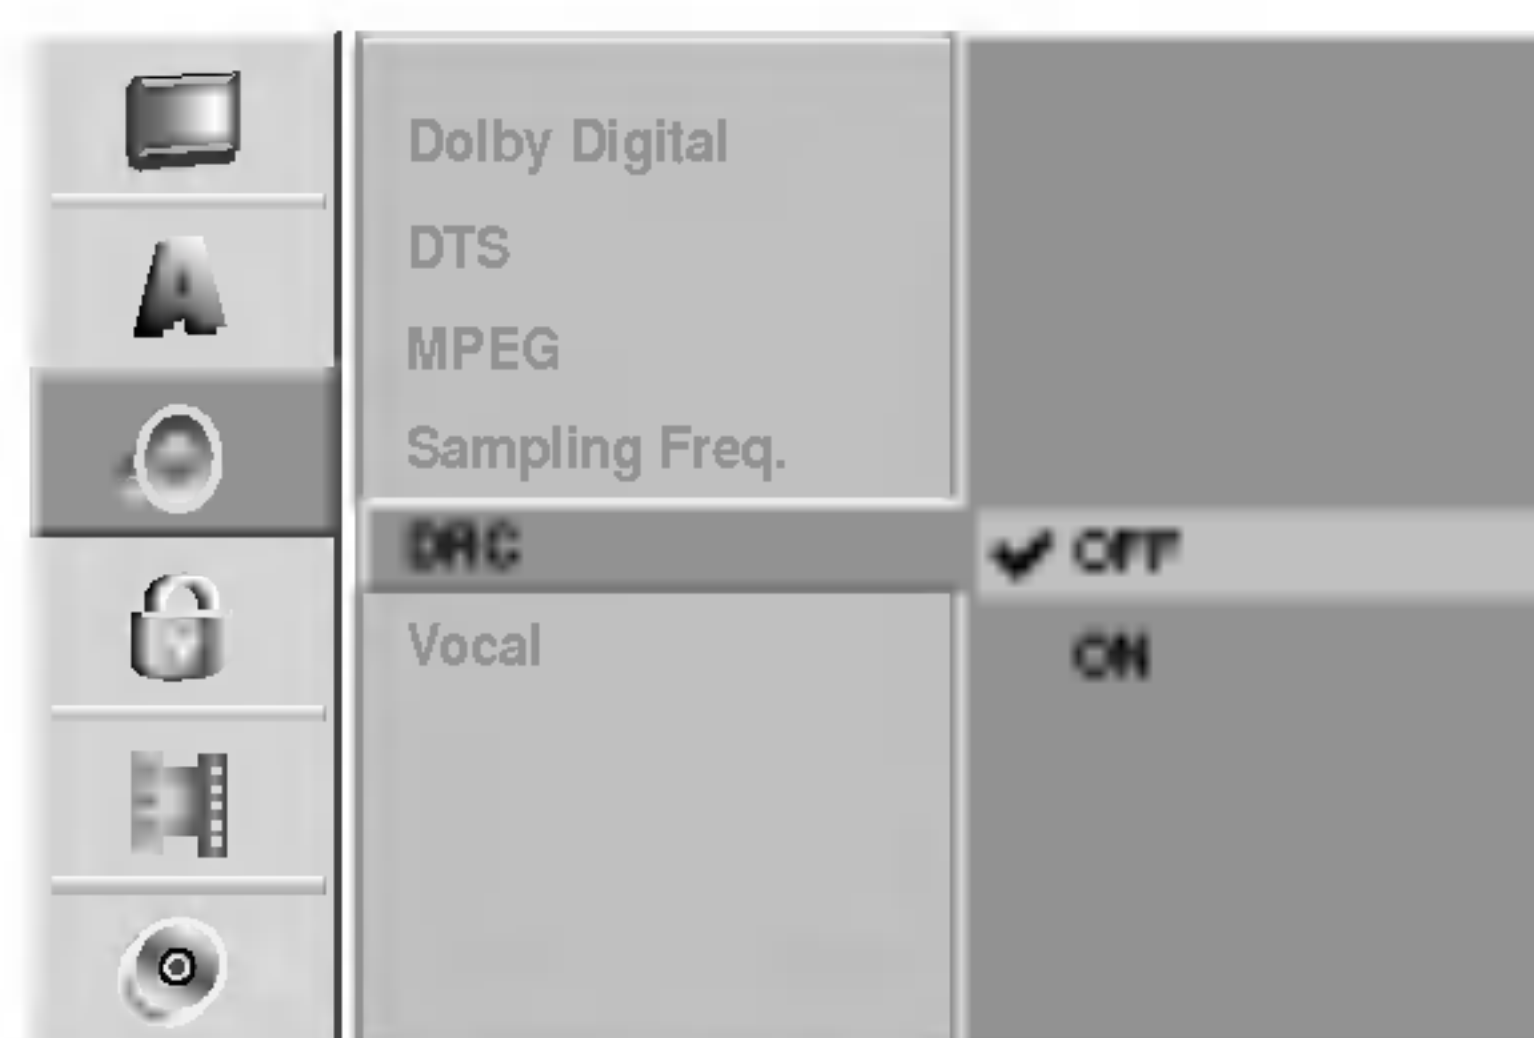 A
Dolby Digital
DTS
MPEG
Sampling Freq.
DRC
OFF
ON
Vocal